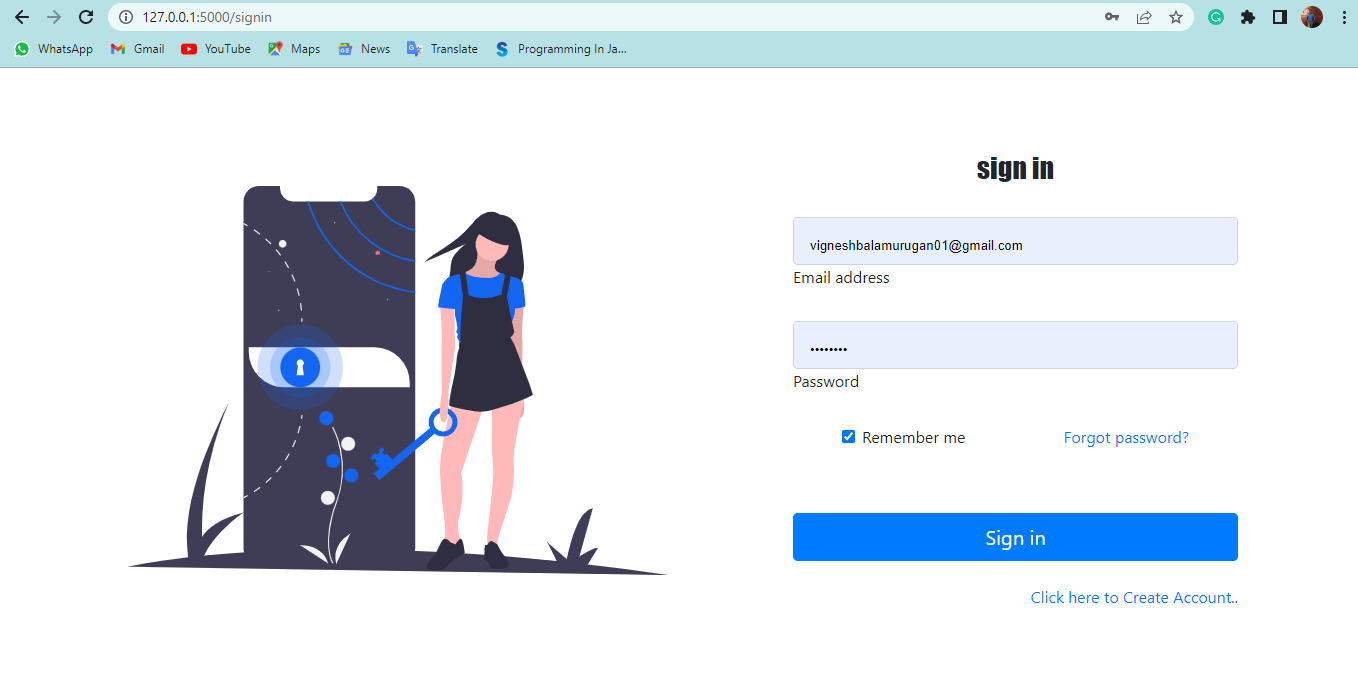 127.0.0.1:5000/signin
WhatsApp Gmail YouTube Maps News Translate Programming In Ja...
sign in
vigneshbalamurugan01@gmail.com
Email address
••••••••
Password
Remember me Forgot password?
Sign in
Click here to Create Account..